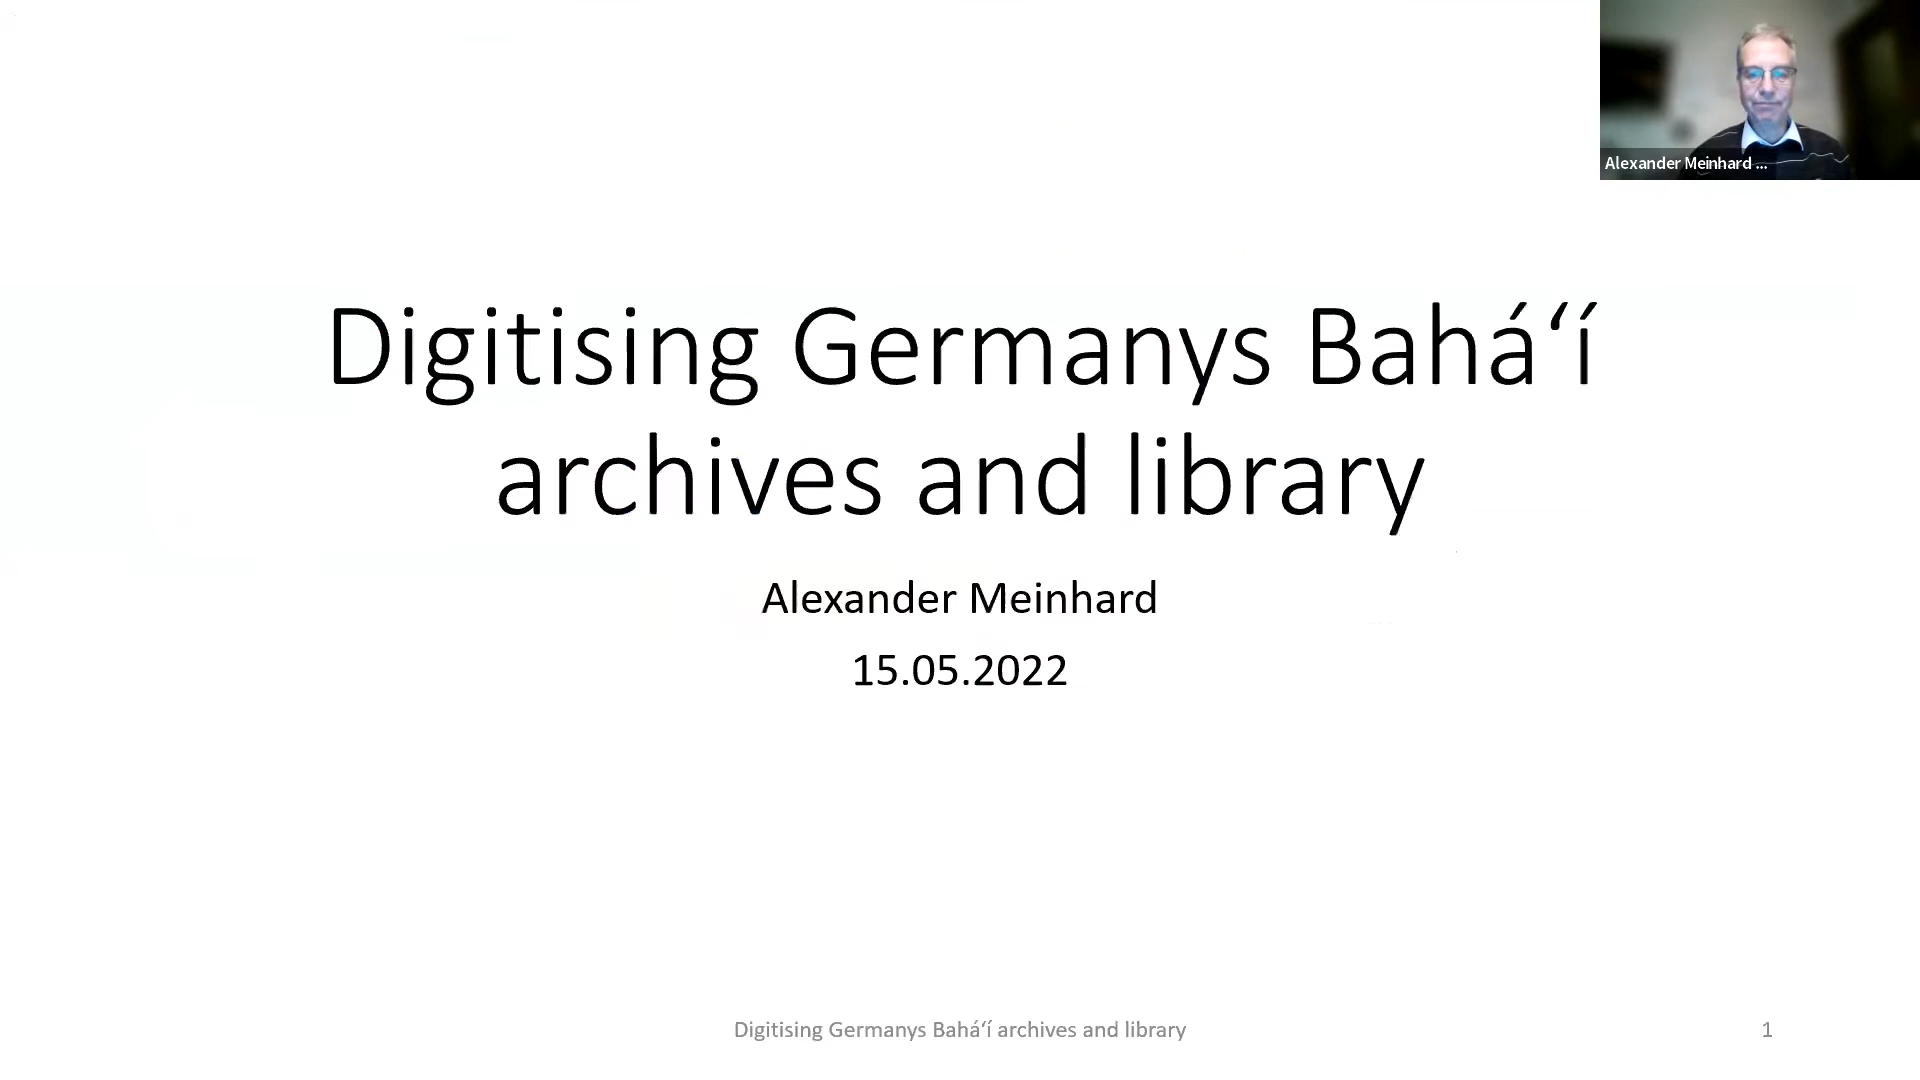 Alexander Meinhard ...
Digitising Germanys Bahá‘í
archives and library
Alexander Meinhard
15.05.2022
Digitising Germanys Bahá‘í archives and library
1